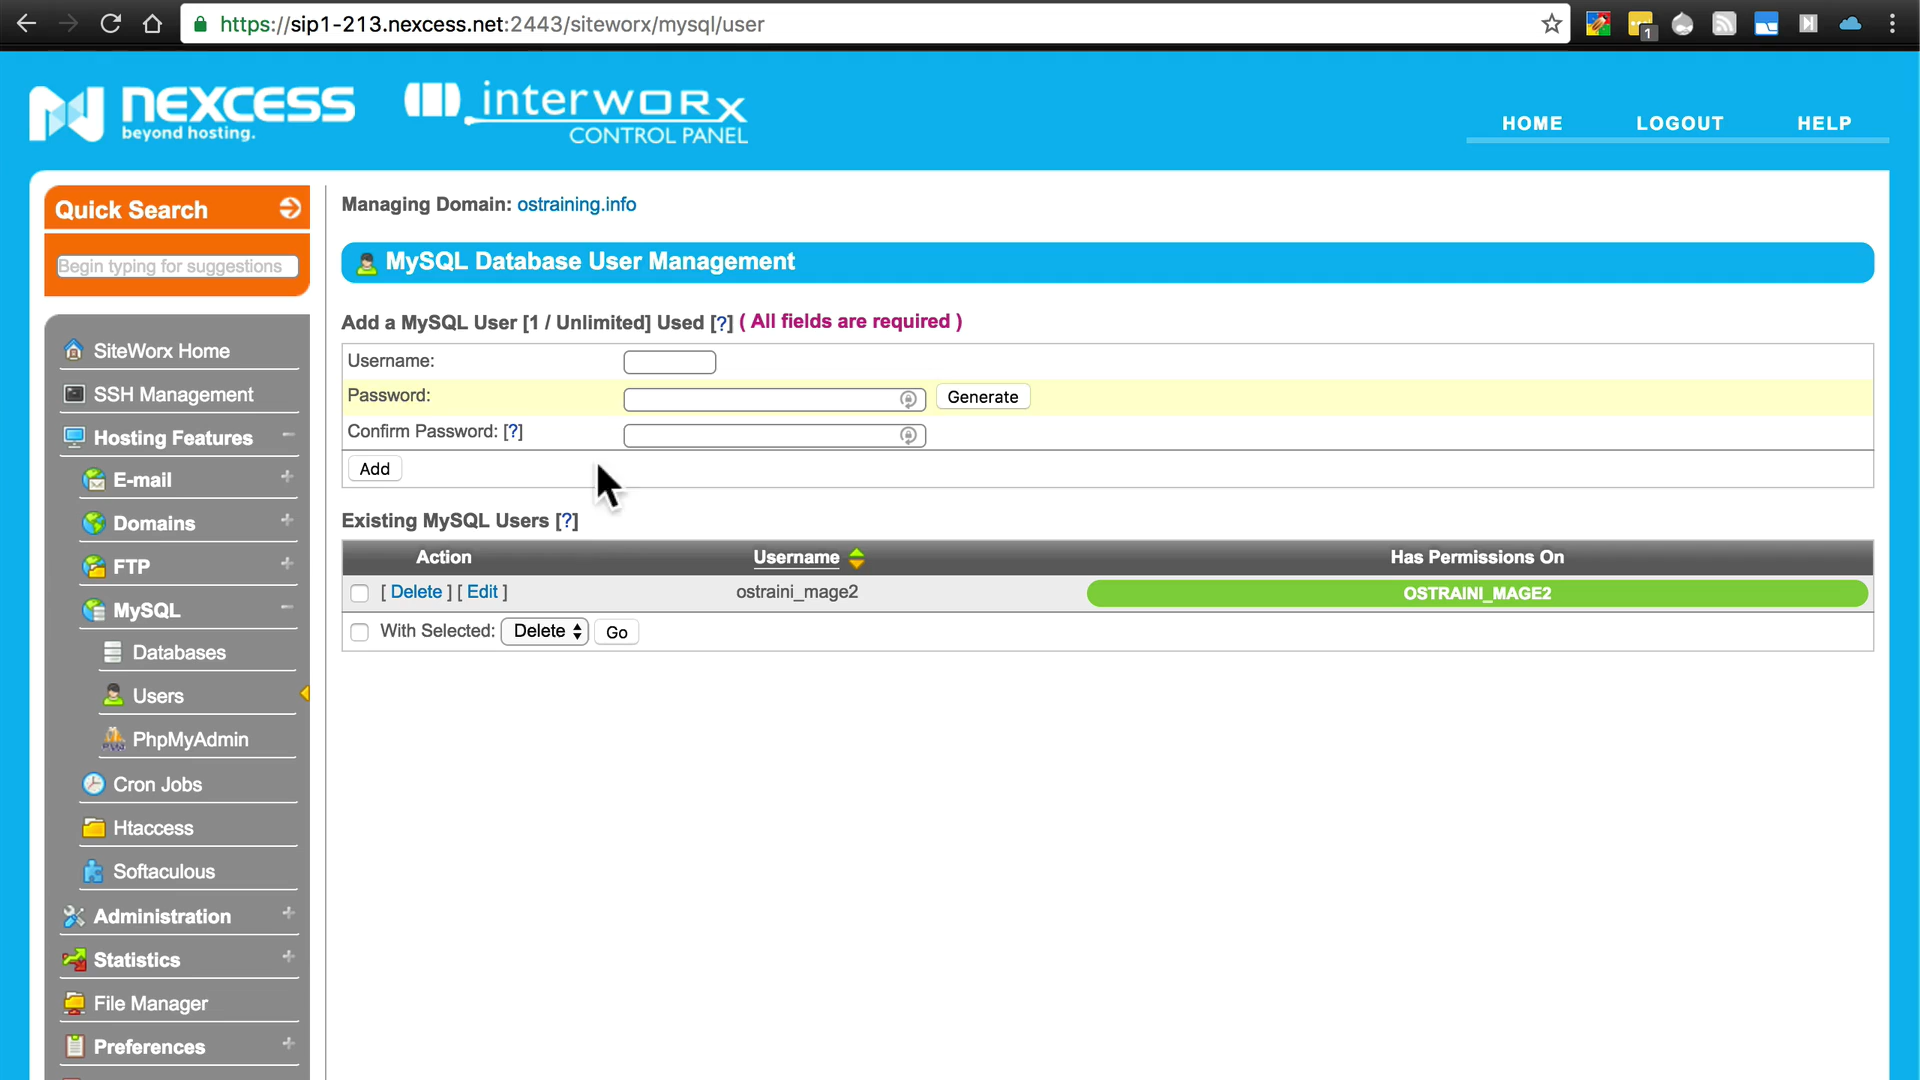 https://sip1-213.nexcess.net:2443/siteworx/mysql/user
1
NEXCESS
beyond hosting.
interworx
CONTROL PANEL
HOME LOGOUT HELP
Quick Search
Begin typing for suggestions
SiteWorx Home
SSH Management
Hosting Features
E-mail
Domains
FTP
MySQL
Databases
Users
PhpMyAdmin
Cron Jobs
Htaccess
Softaculous
Administration
Statistics
File Manager
Preferences
Managing Domain: ostraining.info
MySQL Database User Management
Add a MySQL User [1 / Unlimited] Used [?] ( All fields are required )
Username:
Password: Generate
Confirm Password: [?]
Add
Existing MySQL Users [?]
Action Username Has Permissions On
[ Delete ] [ Edit ] ostraini_mage2 OSTRAINI_MAGE2
With Selected: Delete Go